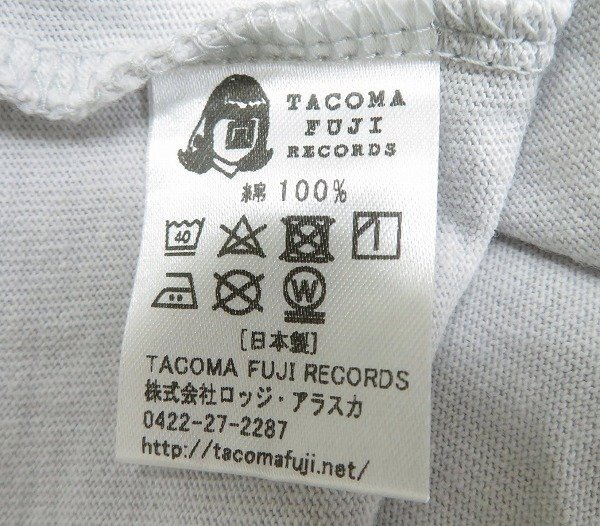 TACOMA
FUJI
RECORDS
綿 100%
40
W
[日本製]
TACOMA FUJI RECORDS
株式会社ロッジ・アラスカ
0422-27-2287
http://tacomafuji.net/